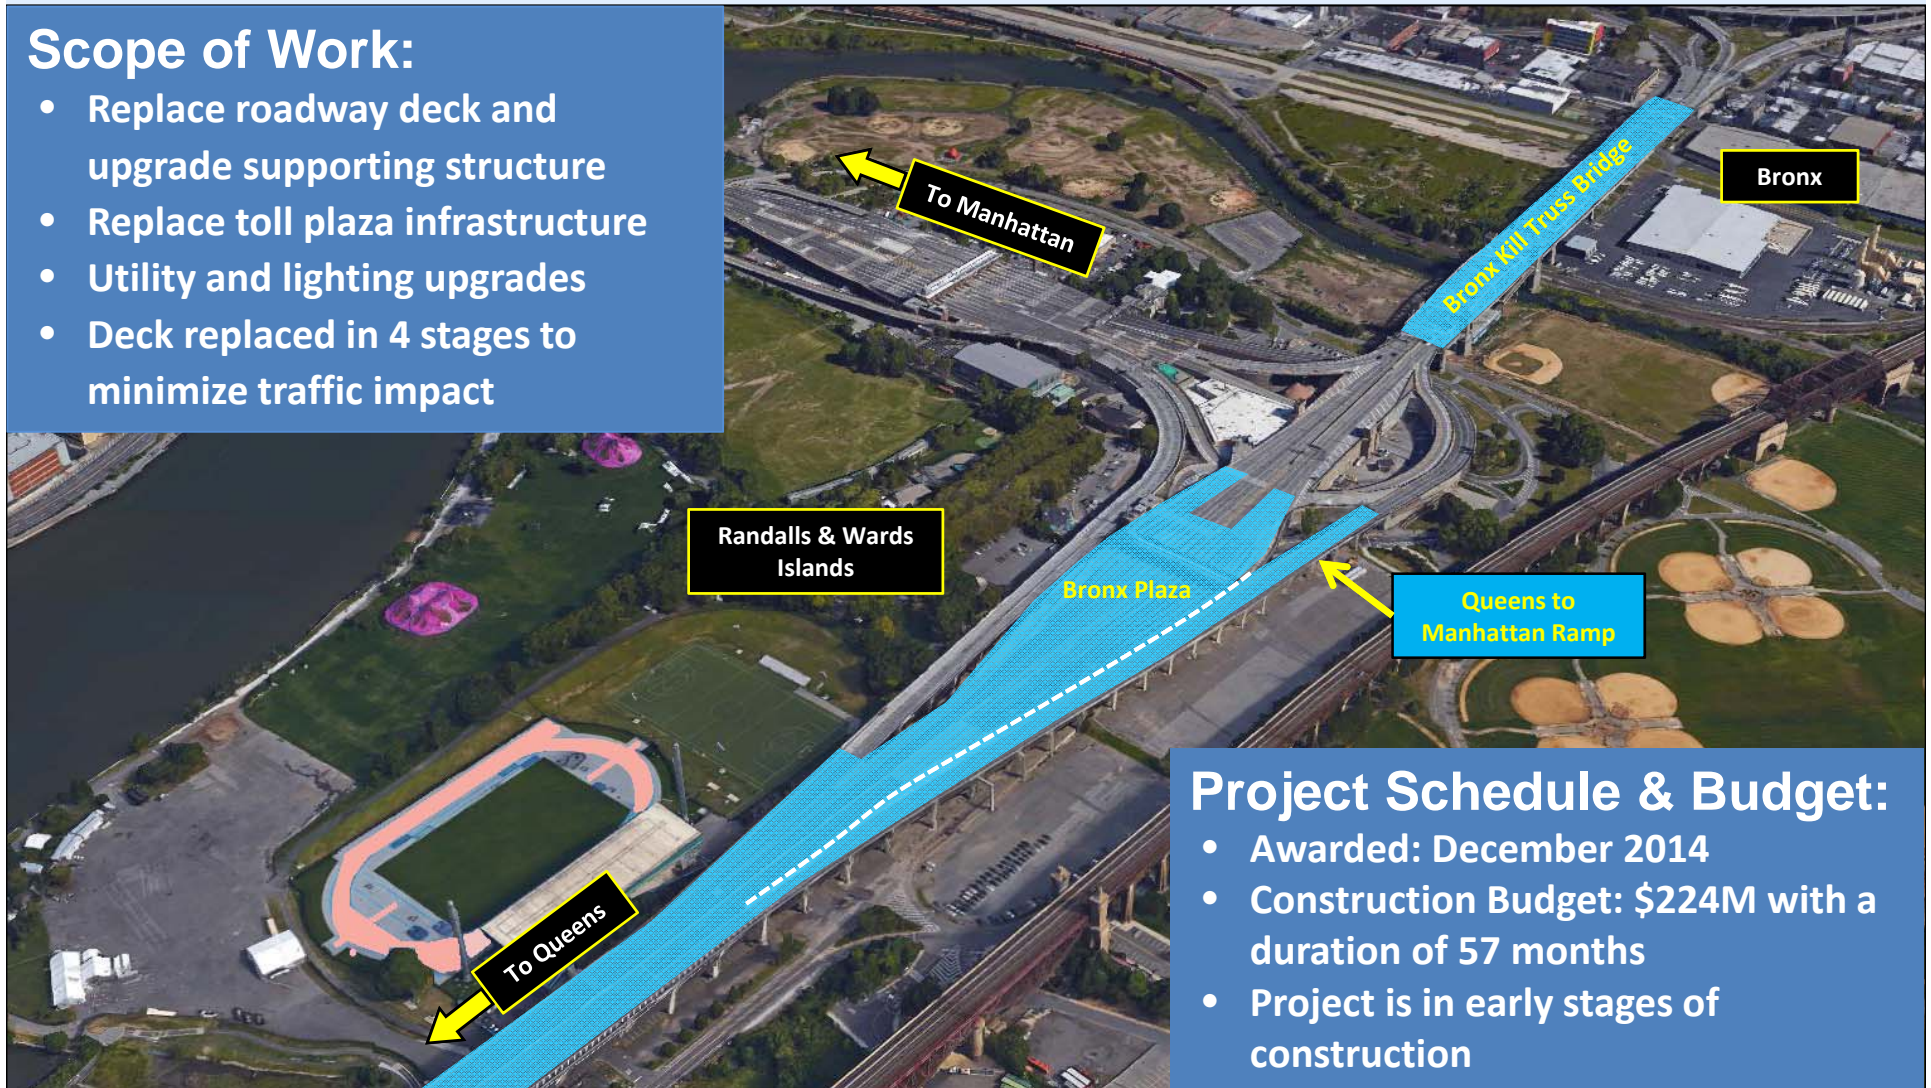 Scope of Work:
• Replace roadway deck and
upgrade supporting structure
• Replace toll plaza infrastructure
• Utility and lighting upgrades
• Deck replaced in 4 stages to
minimize traffic impact
To Manhattan
Bronx Kill Truss Bridge
Bronx
Randalls & Wards
Islands
Bronx Plaza
Queens to
Manhattan Ramp
To Queens
Project Schedule & Budget:
• Awarded: December 2014
• Construction Budget: $224M with a
duration of 57 months
• Project is in early stages of
construction